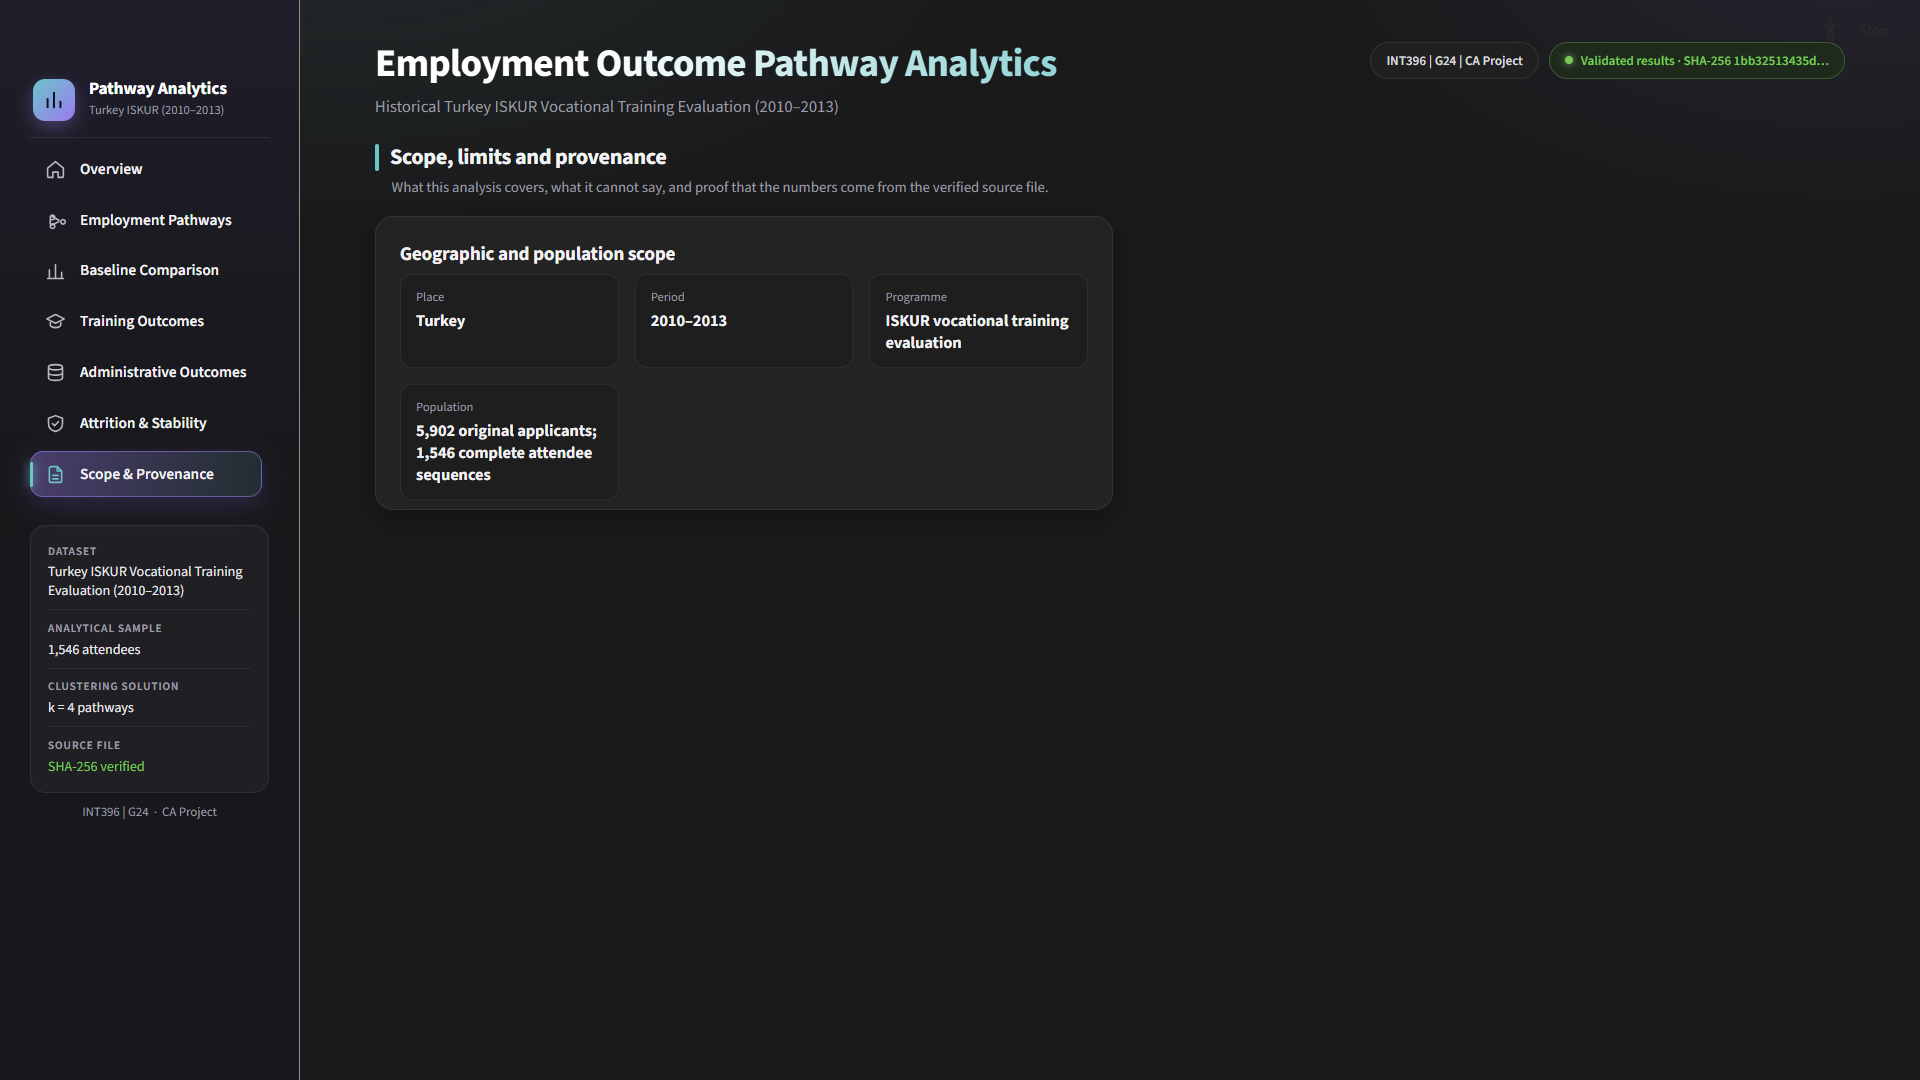 Pathway Analytics
Turkey ISKUR (2010–2013)
Overview
Employment Pathways
Baseline Comparison
Training Outcomes
Administrative Outcomes
Attrition & Stability
Scope & Provenance
DATASET
Turkey ISKUR Vocational Training
Evaluation (2010–2013)
ANALYTICAL SAMPLE
1,546 attendees
CLUSTERING SOLUTION
k = 4 pathways
SOURCE FILE
SHA-256 verified
INT396 | G24 · CA Project
Stop
Employment Outcome Pathway Analytics
INT396 | G24 | CA Project
Validated results · SHA-256 1bb32513435d…
Historical Turkey ISKUR Vocational Training Evaluation (2010–2013)
Scope, limits and provenance
What this analysis covers, what it cannot say, and proof that the numbers come from the verified source file.
Geographic and population scope
Place
Turkey
Period
2010–2013
Programme
ISKUR vocational training
evaluation
Population
5,902 original applicants;
1,546 complete attendee
sequences